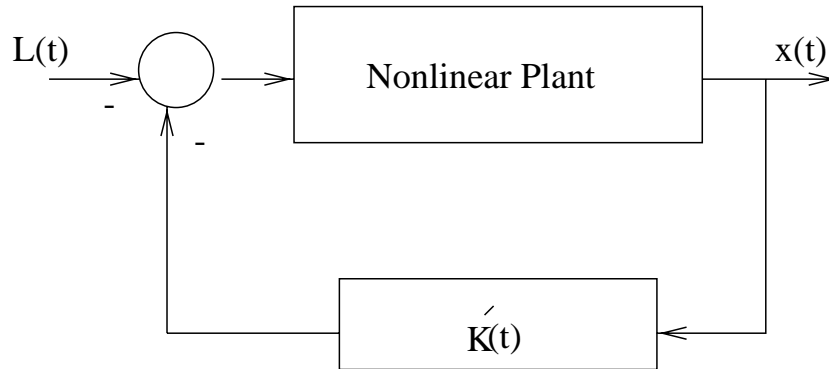 L(t)
x(t)
Nonlinear Plant
-
-
Ḱ(t)